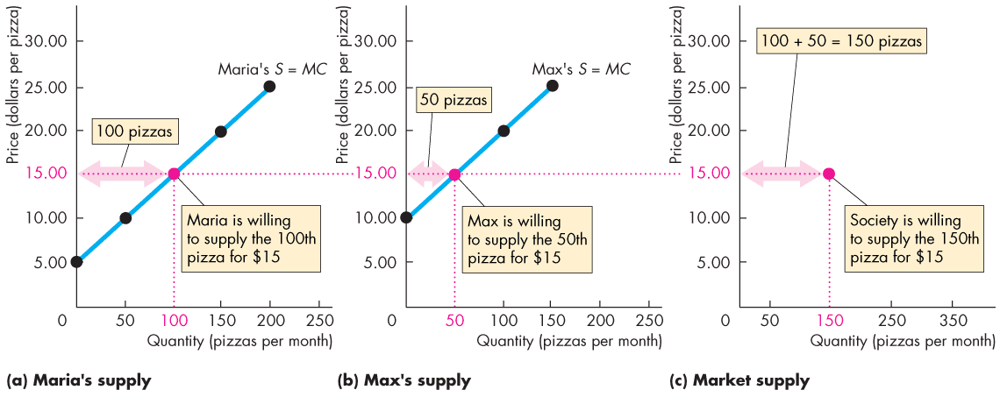 Price (dollars per pizza)
30.00
25.00
20.00
15.00
10.00
5.00
0
50
100
150
200
250
Quantity (pizzas per month)
Maria's S = MC
100 pizzas
Maria is willing
to supply the 100th
pizza for $15
(a) Maria's supply
Price (dollars per pizza)
30.00
25.00
20.00
15.00
10.00
5.00
0
50
100
150
200
250
Quantity (pizzas per month)
Max's S = MC
50 pizzas
Max is willing
to supply the 50th
pizza for $15
(b) Max's supply
Price (dollars per pizza)
30.00
25.00
20.00
15.00
10.00
5.00
0
50
150
250
350
Quantity (pizzas per month)
100 + 50 = 150 pizzas
Society is willing
to supply the 150th
pizza for $15
(c) Market supply